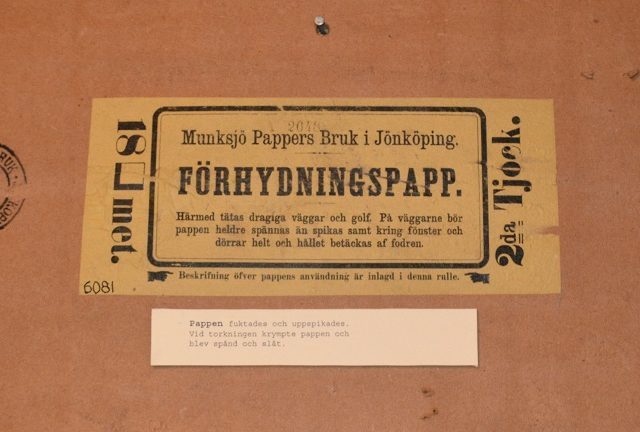 18 □ met.
2048
Munksjö Pappers Bruk i Jönköping.
FÖRHYDNINGSPAPP.
Härmed tätas dragiga väggar och golf. På väggarne bör
pappen heldre spännas än spikas samt kring fönster och
dörrar helt och hållet betäckas af fodren.
Beskrifning öfver pappens användning är inlagd i denna rulle.
2da Tjock.
6081
Pappen fuktades och uppspikades.
Vid torkningen krympte pappen och
blev spänd och slät.